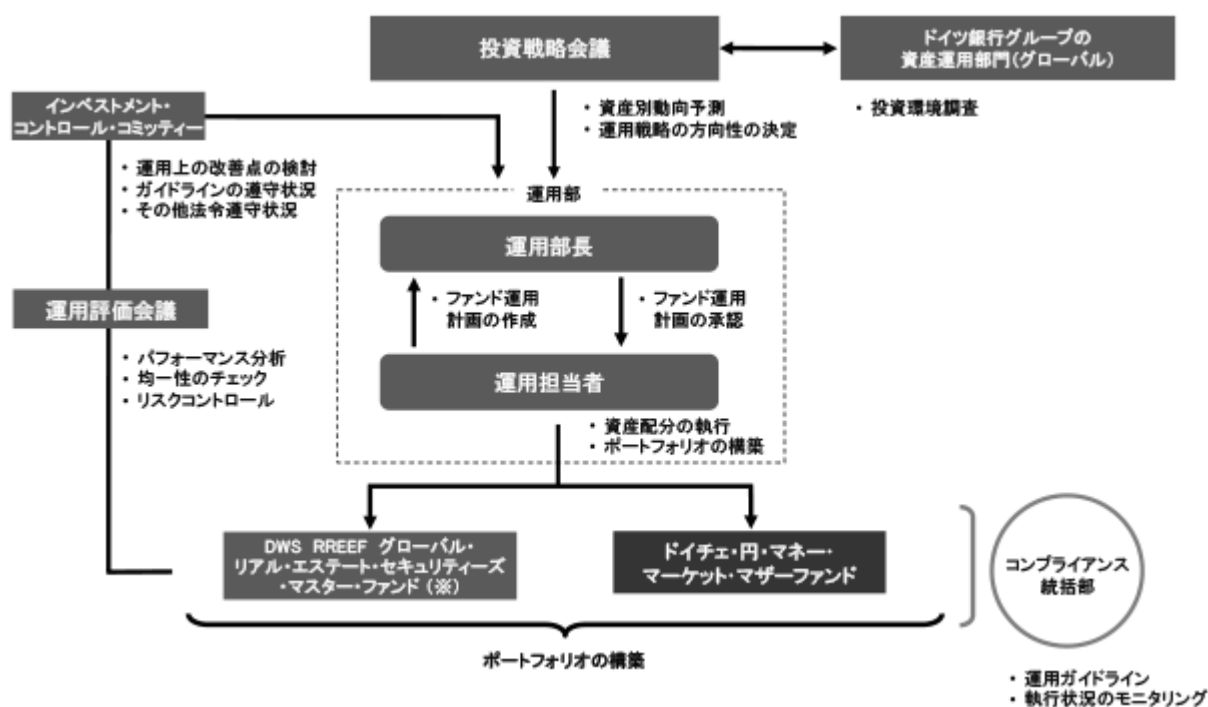 投資戦略会議
ドイツ銀行グループの
資産運用部門(グローバル)
・資産別動向予測
・運用戦略の方向性の決定
・投資環境調査
インベストメント・
コントロール・コミッティー
・運用上の改善点の検討
・ガイドラインの遵守状況
・その他法令遵守状況
運用部
運用部長
・ファンド運用
計画の作成
・ファンド運用
計画の承認
運用評価会議
・パフォーマンス分析
・均一性のチェック
・リスクコントロール
運用担当者
・資産配分の執行
・ポートフォリオの構築
DWS RREEF グローバル・
リアル・エステート・セキュリティーズ
・マスター・ファンド(※)
ドイチェ・円・マネー・
マーケット・マザーファンド
コンプライアンス
統括部
ポートフォリオの構築
・運用ガイドライン
・執行状況のモニタリング